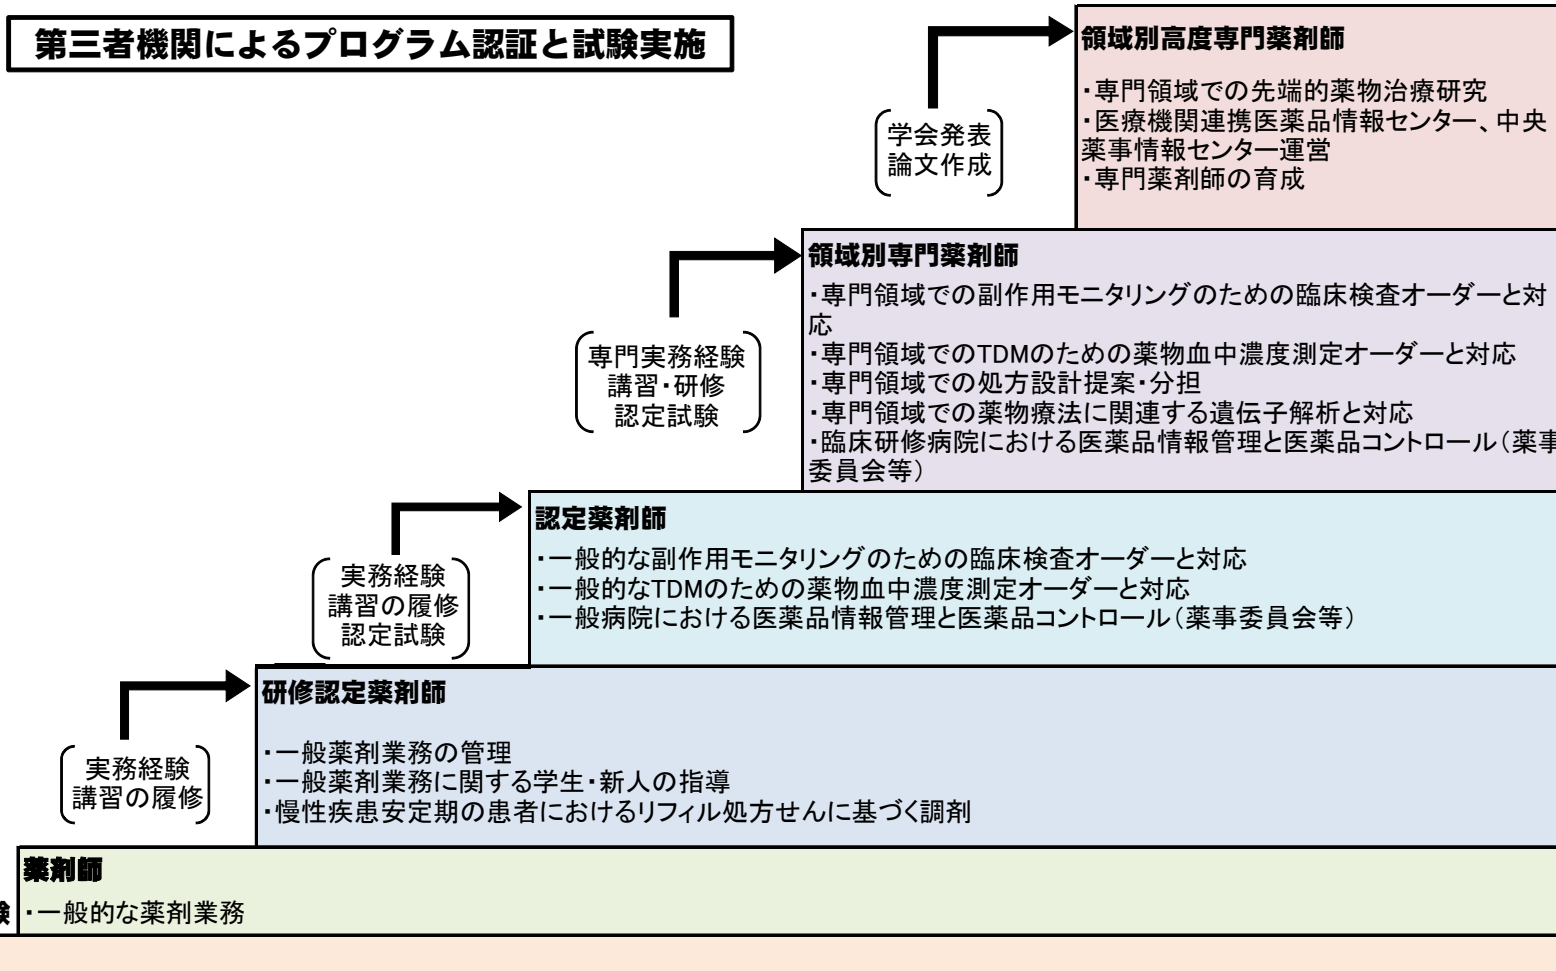 第三者機関によるプログラム認証と試験実施
領域別高度専門薬剤師
・専門領域での先端的薬物治療研究
・医療機関連携医薬品情報センター、中央
薬事情報センター運営
・専門薬剤師の育成
学会発表
論文作成
領域別専門薬剤師
・専門領域での副作用モニタリングのための臨床検査オーダーと対
応
・専門領域でのTDMのための薬物血中濃度測定オーダーと対応
・専門領域での処方設計提案・分担
・専門領域での薬物療法に関連する遺伝子解析と対応
・臨床研修病院における医薬品情報管理と医薬品コントロール（薬事
委員会等）
専門実務経験
講習・研修
認定試験
認定薬剤師
・一般的な副作用モニタリングのための臨床検査オーダーと対応
・一般的なTDMのための薬物血中濃度測定オーダーと対応
・一般病院における医薬品情報管理と医薬品コントロール（薬事委員会等）
実務経験
講習の履修
認定試験
研修認定薬剤師
・一般薬剤業務の管理
・一般薬剤業務に関する学生・新人の指導
・慢性疾患安定期の患者におけるリフィル処方せんに基づく調剤
実務経験
講習の履修
薬剤師
・一般的な薬剤業務